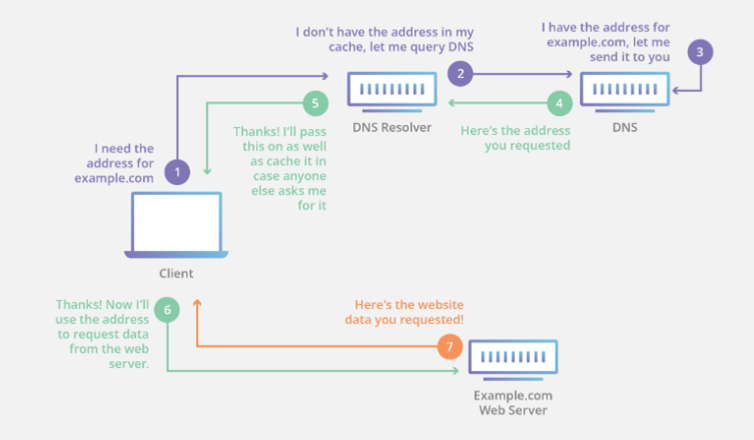 I don't have the address in my
cache, let me query DNS
I have the address for
example.com, let me
send it to you
3
2
5
4
DNS Resolver
DNS
Thanks! I'll pass
this on as well
as cache it in
case anyone
else asks me
for it
Here's the address
you requested
I need the
address for
example.com
1
Client
Thanks! Now I'll
use the address
to request data
from the web
server.
6
Here's the website
data you requested!
7
Example.com
Web Server